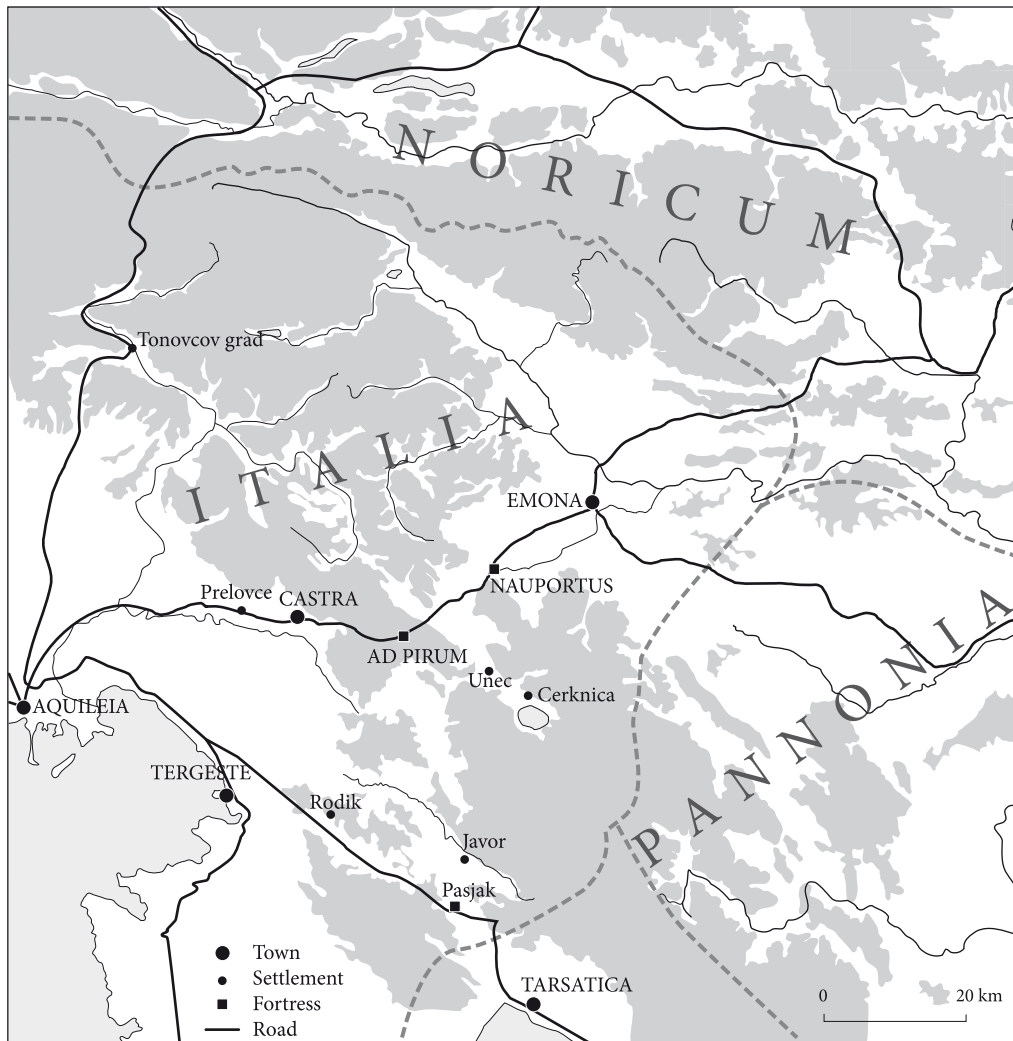 NORICUM
Tonovcov grad
ITALIA
EMONA
NAUPORTUS
Prelovce
CASTRA
AD PIRUM
Unec
Cerknica
AQUILEIA
PANNONIA
TERGESTE
Rodik
Javor
Pasjak
TARSATICA
Town
Settlement
Fortress
Road
0 20 km